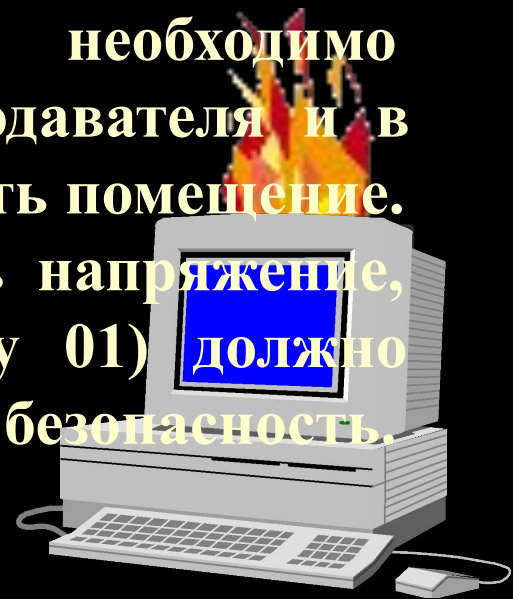 необходимо
одавателя и в
ть помещение.
ь напряжение,
у 01) должно
безопасность.